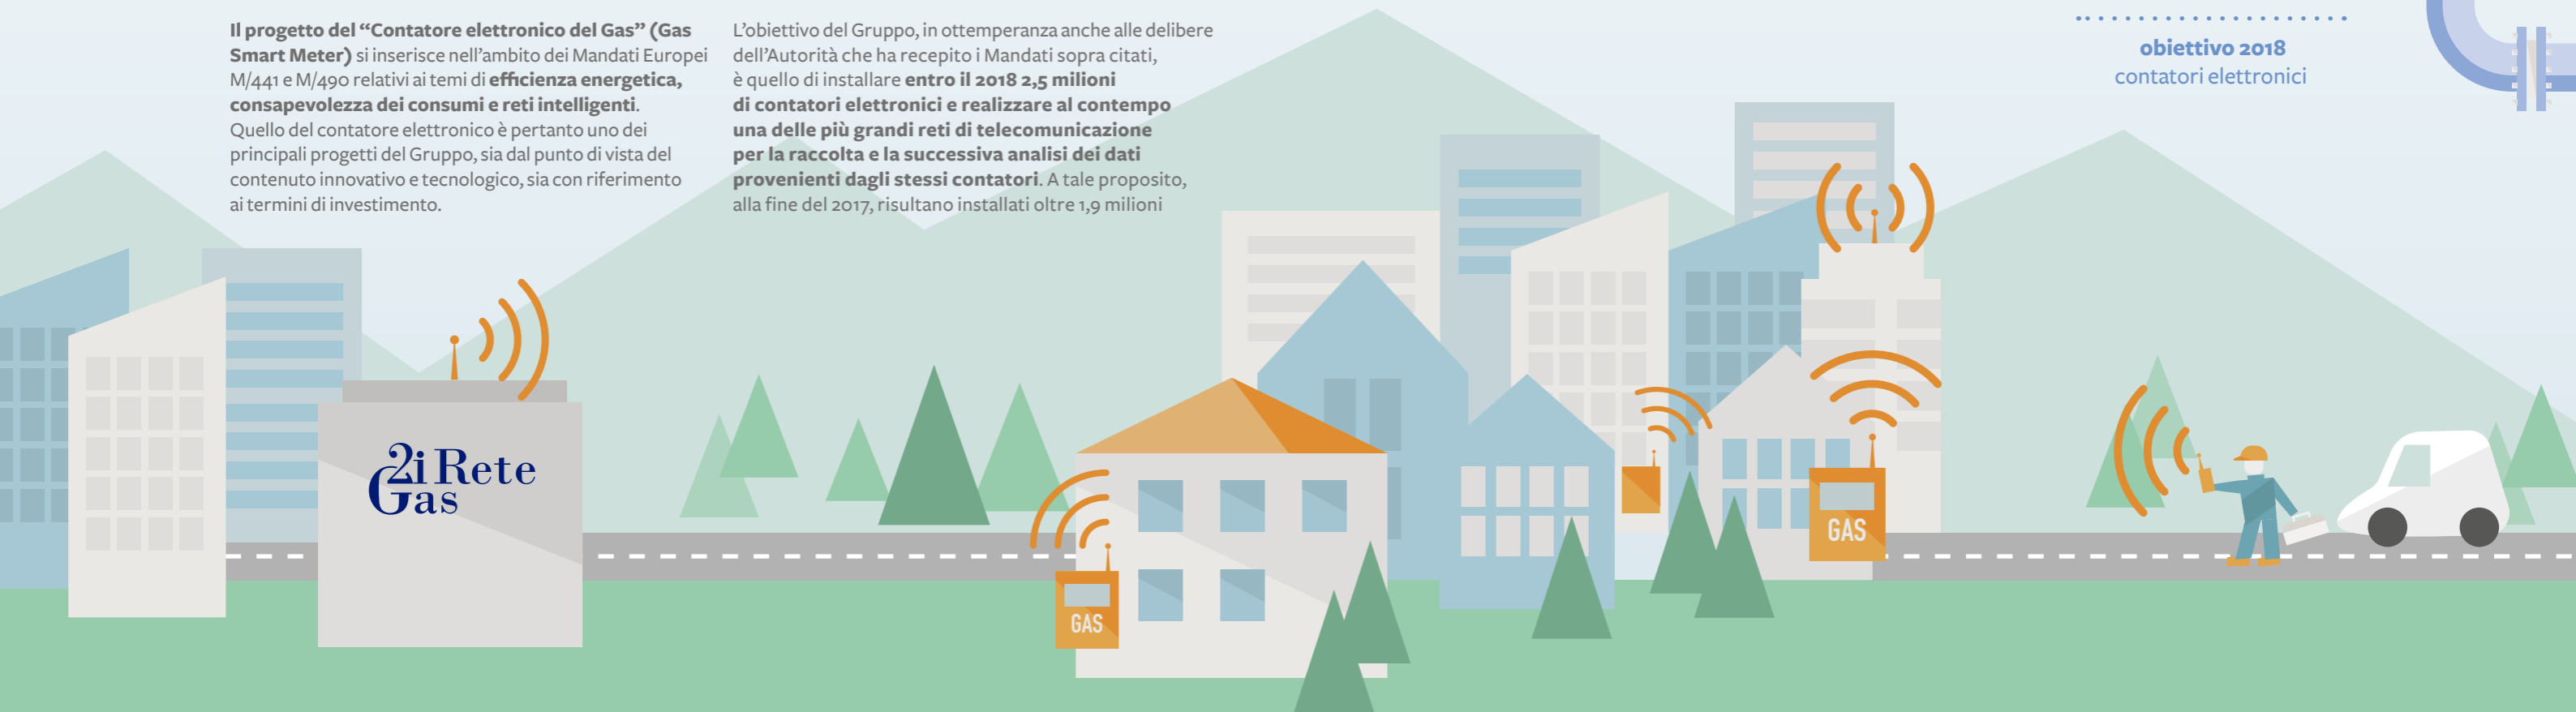 Il progetto del “Contatore elettronico del Gas” (Gas
Smart Meter) si inserisce nell’ambito dei Mandati Europei
M/441 e M/490 relativi ai temi di efficienza energetica,
consapevolezza dei consumi e reti intelligenti.
Quello del contatore elettronico è pertanto uno dei
principali progetti del Gruppo, sia dal punto di vista del
contenuto innovativo e tecnologico, sia con riferimento
ai termini di investimento.
L’obiettivo del Gruppo, in ottemperanza anche alle delibere
dell’Autorità che ha recepito i Mandati sopra citati,
è quello di installare entro il 2018 2,5 milioni
di contatori elettronici e realizzare al contempo
una delle più grandi reti di telecomunicazione
per la raccolta e la successiva analisi dei dati
provenienti dagli stessi contatori. A tale proposito,
alla fine del 2017, risultano installati oltre 1,9 milioni
obiettivo 2018
contatori elettronici
2i Rete
Gas
GAS
GAS